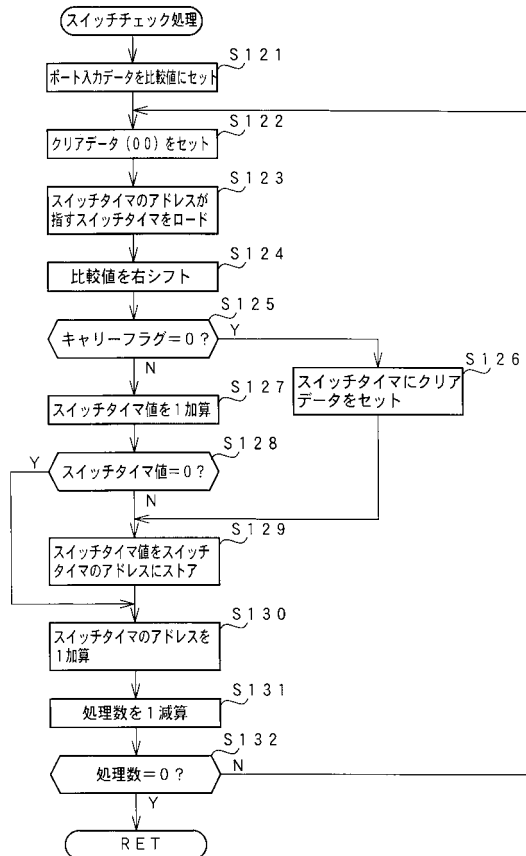 スイッチチェック処理
S121
ポート入力データを比較値にセット
S122
クリアデータ(00)をセット
S123
スイッチタイマのアドレスが
指すスイッチタイマをロード
S124
比較値を右シフト
S125
キャリーフラグ=0?
Y
N
S126
スイッチタイマにクリア
データをセット
S127
スイッチタイマ値を1加算
S128
Y
スイッチタイマ値=0?
N
S129
スイッチタイマ値をスイッチ
タイマのアドレスにストア
S130
スイッチタイマのアドレスを
1加算
S131
処理数を1減算
S132
処理数=0?
N
Y
RET